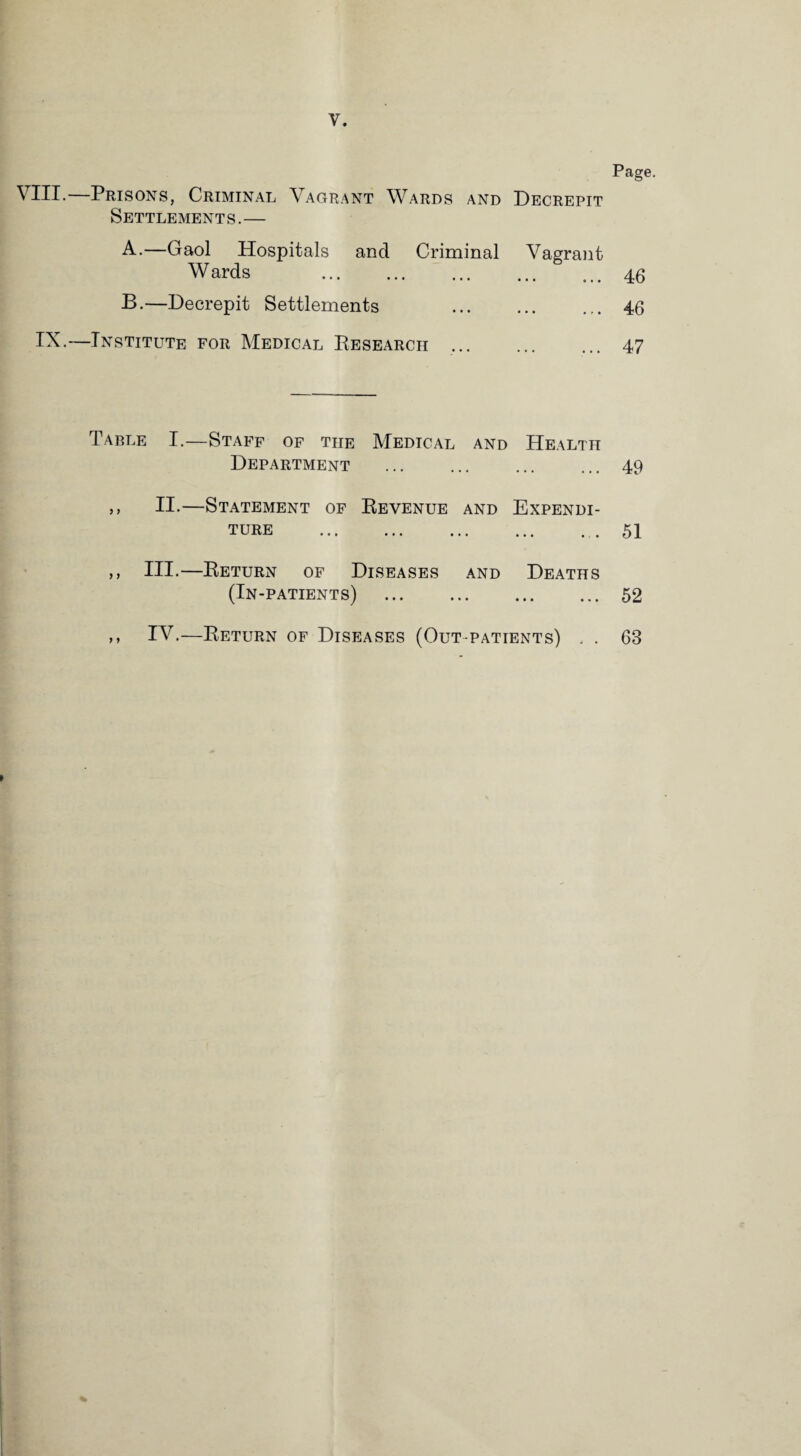 V.
Page.
VIII.—Prisons, Criminal Vagrant Wards and Decrepit
Settlements.—
A.—Gaol Hospitals and Criminal Vagrant
Wards ... ... ... ... ... 46
B.—Decrepit Settlements ... ... ... 46
IX.—Institute for Medical Research ... ... ... 47
Table I.—Staff of the Medical and Health
Department ... ... ... ... 49
,, II.—Statement of Revenue and Expendi-
ture ... ... ... ... ... 51
,, III.—Return of Diseases and Deaths
(In-patients) ... ... ... ... 52
,, IV.—Return of Diseases (Out-patients) . . 63